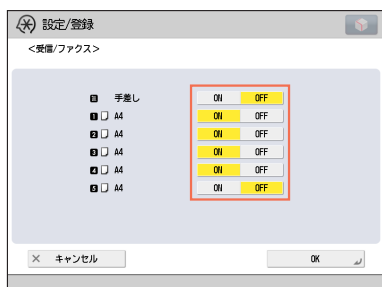 設定/登録
<受信/ファクス>
手差し ON OFF
1 A4 ON OFF
2 A4 ON OFF
3 A4 ON OFF
4 A4 ON OFF
5 A4 ON OFF
× キャンセル OK